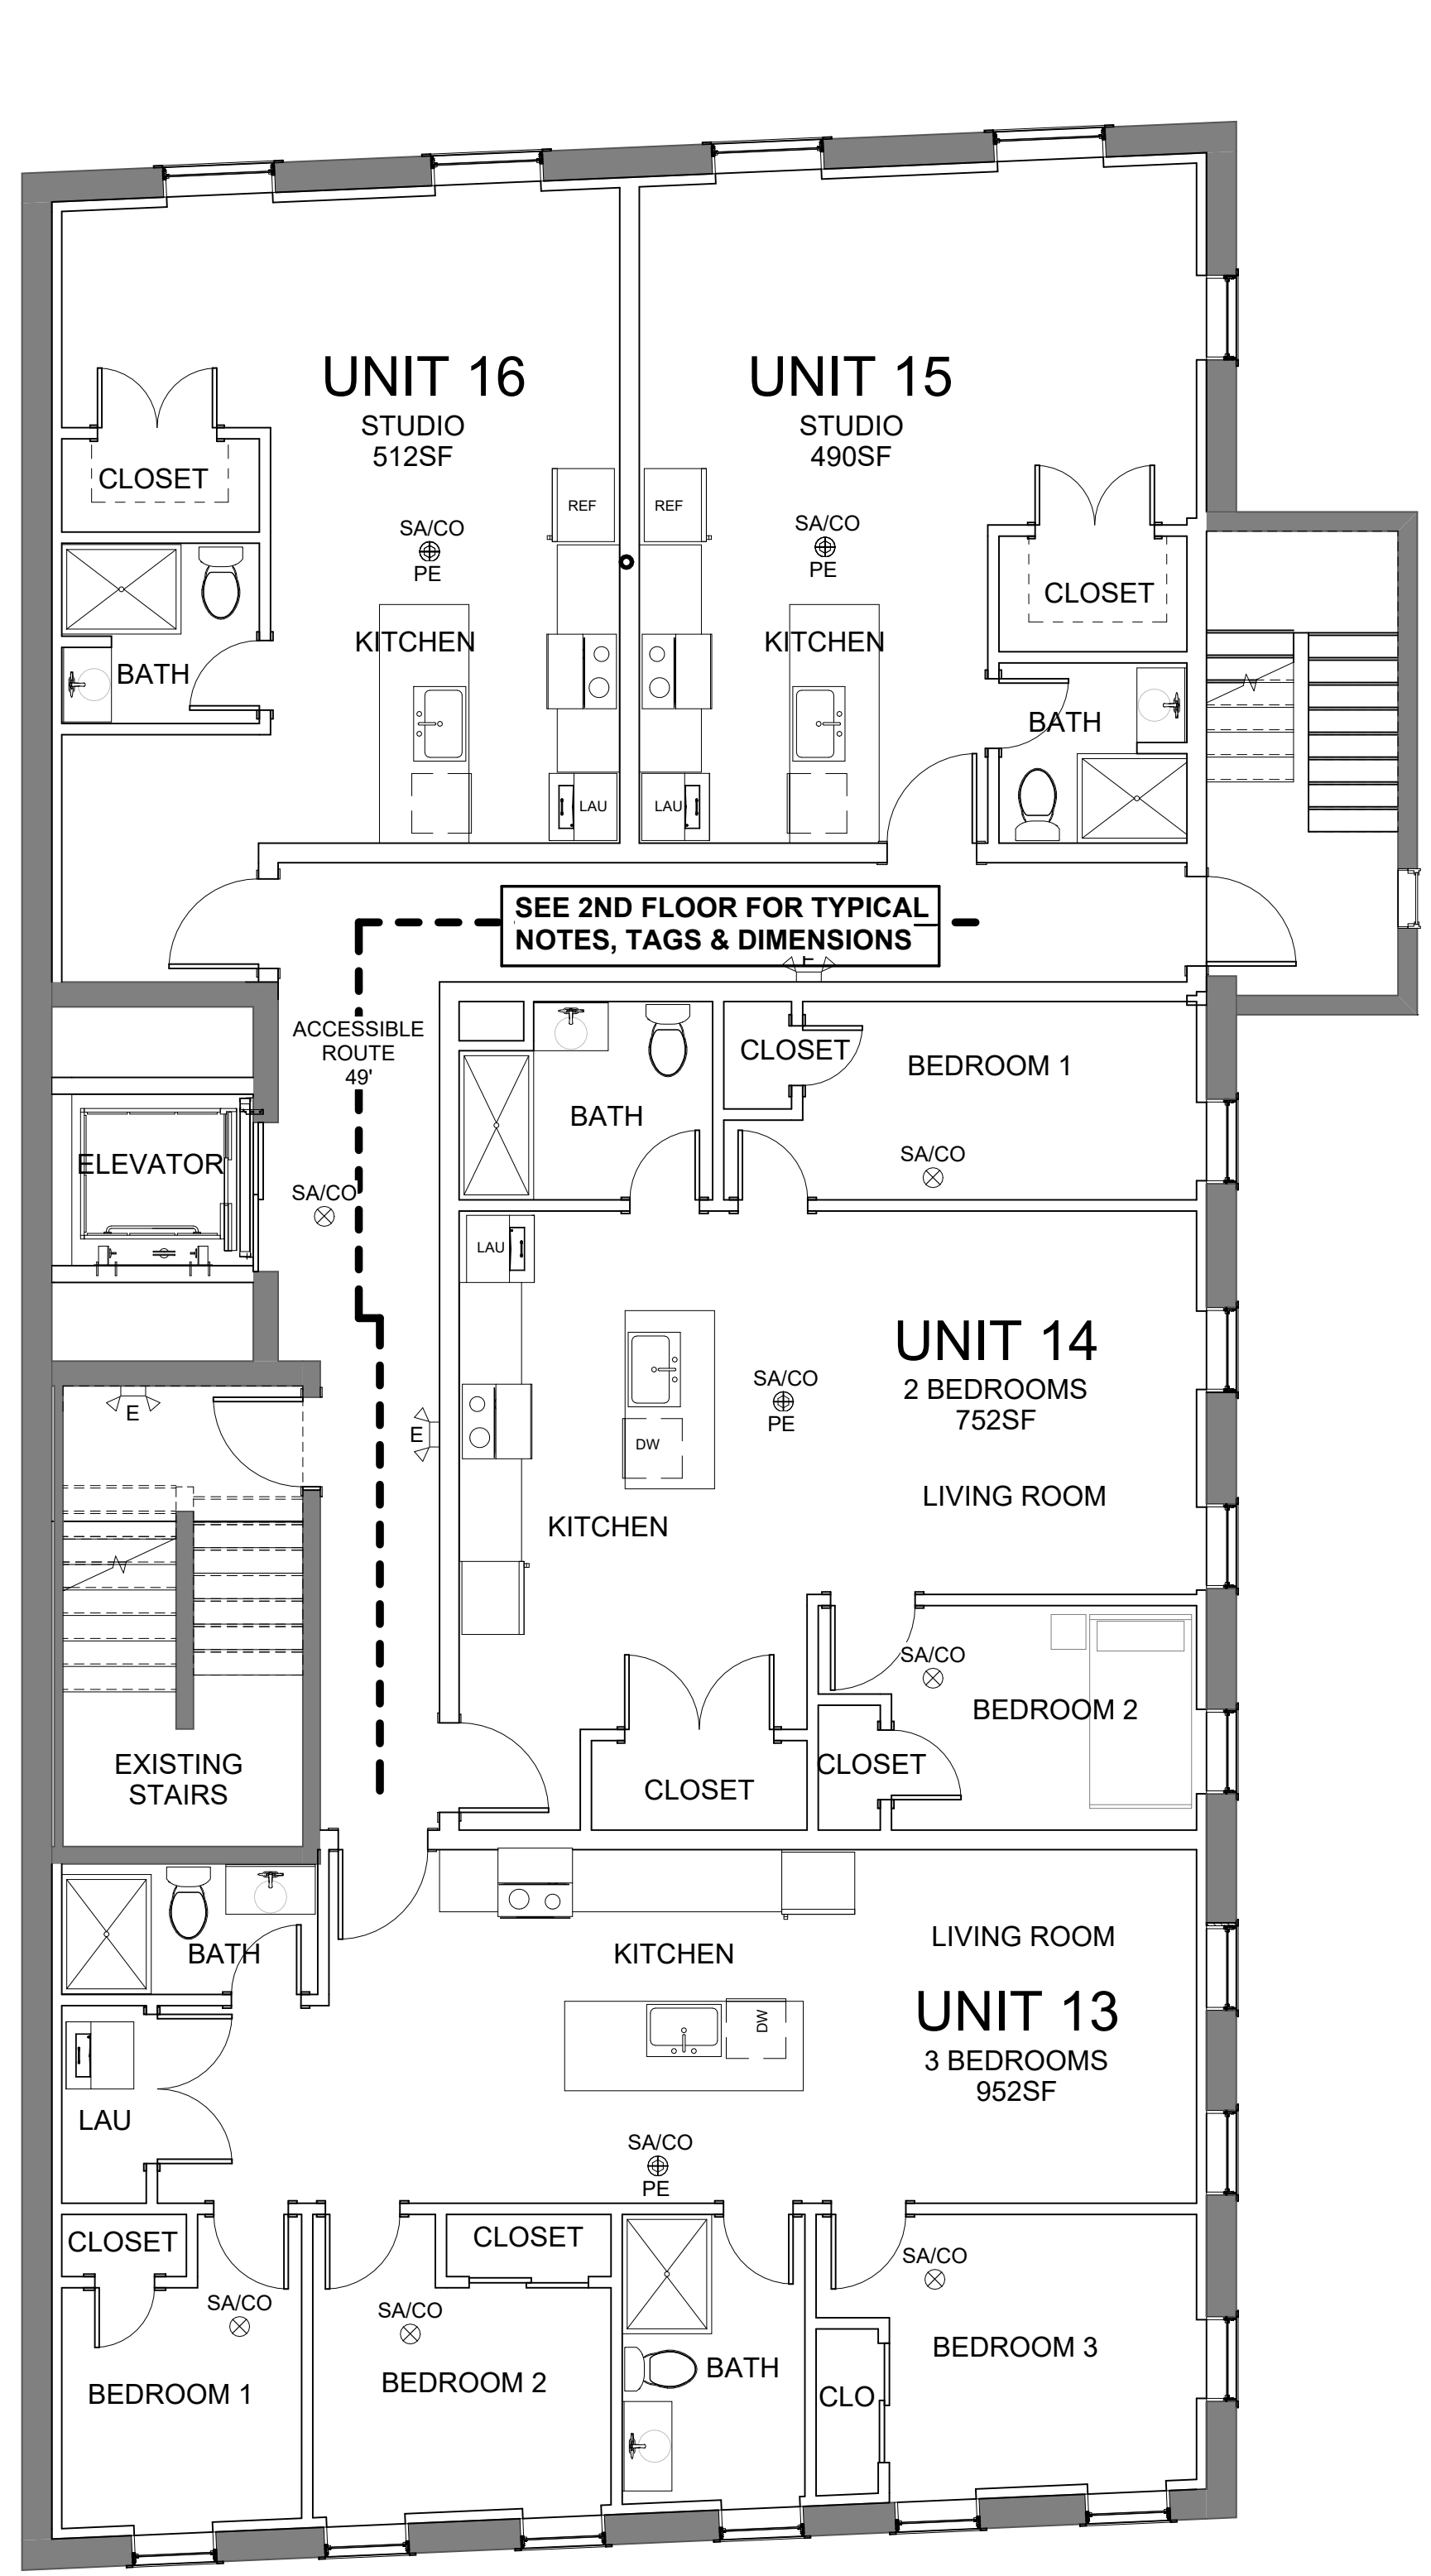 UNIT 16
STUDIO
512SF
UNIT 15
STUDIO
490SF
CLOSET
REF
REF
SA/CO
PE
SA/CO
PE
CLOSET
KITCHEN
KITCHEN
BATH
BATH
LAU
LAU
SEE 2ND FLOOR FOR TYPICAL
NOTES, TAGS & DIMENSIONS
E
ACCESSIBLE
ROUTE
49'
CLOSET
BEDROOM 1
BATH
SA/CO
ELEVATOR
SA/CO
LAU
UNIT 14
2 BEDROOMS
752SF
SA/CO
PE
E
E
DW
LIVING ROOM
KITCHEN
SA/CO
BEDROOM 2
EXISTING
STAIRS
CLOSET
CLOSET
LIVING ROOM
KITCHEN
BATH
UNIT 13
3 BEDROOMS
952SF
DW
LAU
SA/CO
PE
CLOSET
CLOSET
SA/CO
SA/CO
SA/CO
BEDROOM 3
BATH
BEDROOM 2
BEDROOM 1
CLO